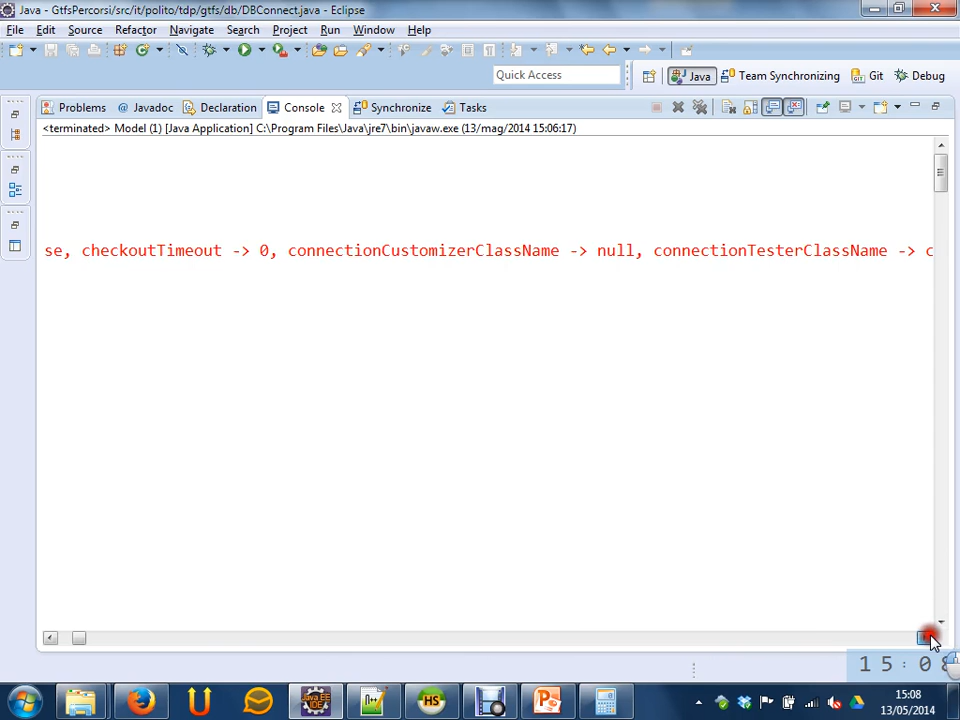 Java - GtfsPercorsi/src/it/polito/tdp/gtfs/db/DBConnect.java - Eclipse
File Edit Source Refactor Navigate Search Project Run Window Help
Quick Access
Java Team Synchronizing Git Debug
Problems @ Javadoc Declaration Console Synchronize Tasks
<terminated> Model (1) [Java Application] C:\Program Files\Java\jre7\bin\javaw.exe (13/mag/2014 15:06:17)
se, checkoutTimeout -> 0, connectionCustomizerClassName -> null, connectionTesterClassName -> c
15:08
15:08
13/05/2014